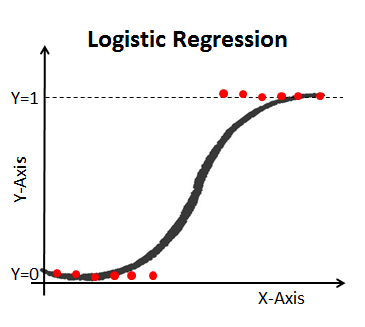 Logistic Regression
Y=1
Y-Axis
Y=0
X-Axis